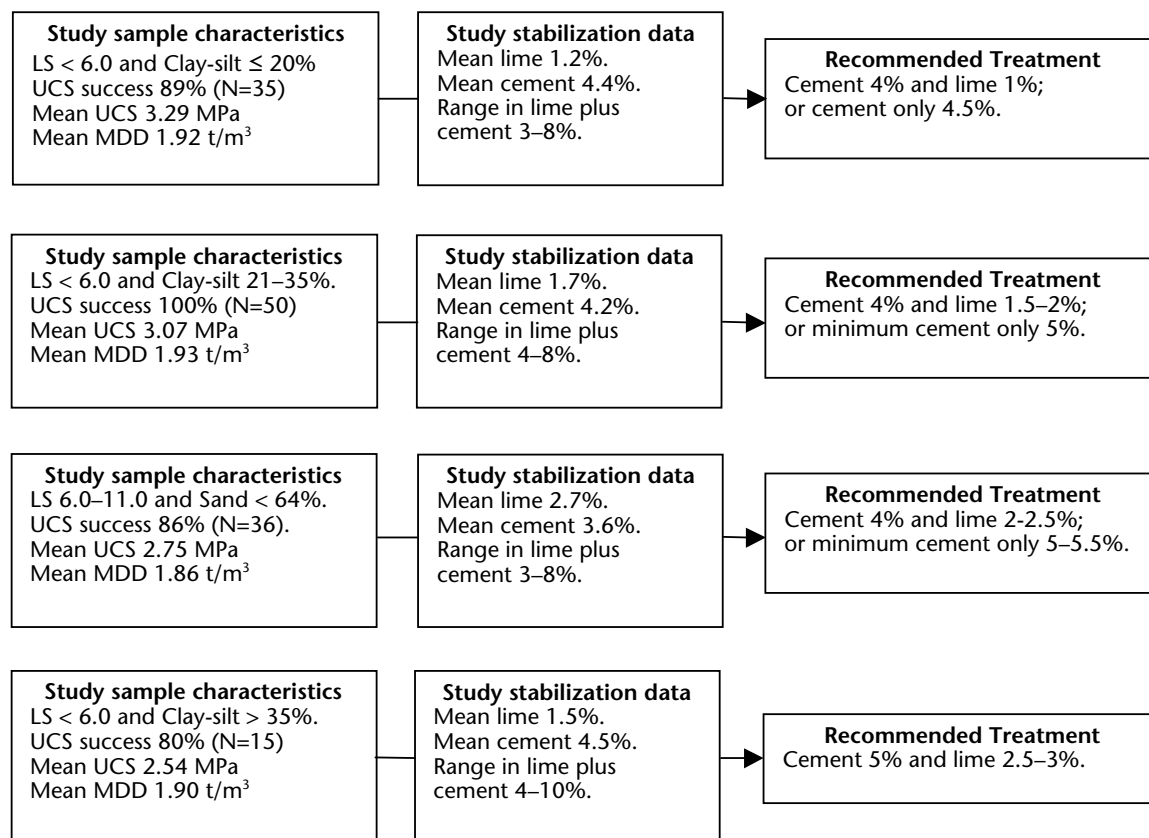 Study sample characteristics
LS < 6.0 and Clay-silt ≤ 20%
UCS success 89% (N=35)
Mean UCS 3.29 MPa
Mean MDD 1.92 t/m³
Study stabilization data
Mean lime 1.2%.
Mean cement 4.4%.
Range in lime plus
cement 3–8%.
Recommended Treatment
Cement 4% and lime 1%;
or cement only 4.5%.
Study sample characteristics
LS < 6.0 and Clay-silt 21–35%.
UCS success 100% (N=50)
Mean UCS 3.07 MPa
Mean MDD 1.93 t/m³
Study stabilization data
Mean lime 1.7%.
Mean cement 4.2%.
Range in lime plus
cement 4–8%.
Recommended Treatment
Cement 4% and lime 1.5–2%;
or minimum cement only 5%.
Study sample characteristics
LS 6.0–11.0 and Sand < 64%.
UCS success 86% (N=36).
Mean UCS 2.75 MPa
Mean MDD 1.86 t/m³
Study stabilization data
Mean lime 2.7%.
Mean cement 3.6%.
Range in lime plus
cement 3–8%.
Recommended Treatment
Cement 4% and lime 2-2.5%;
or minimum cement only 5–5.5%.
Study sample characteristics
LS < 6.0 and Clay-silt > 35%.
UCS success 80% (N=15)
Mean UCS 2.54 MPa
Mean MDD 1.90 t/m³
Study stabilization data
Mean lime 1.5%.
Mean cement 4.5%.
Range in lime plus
cement 4–10%.
Recommended Treatment
Cement 5% and lime 2.5–3%.